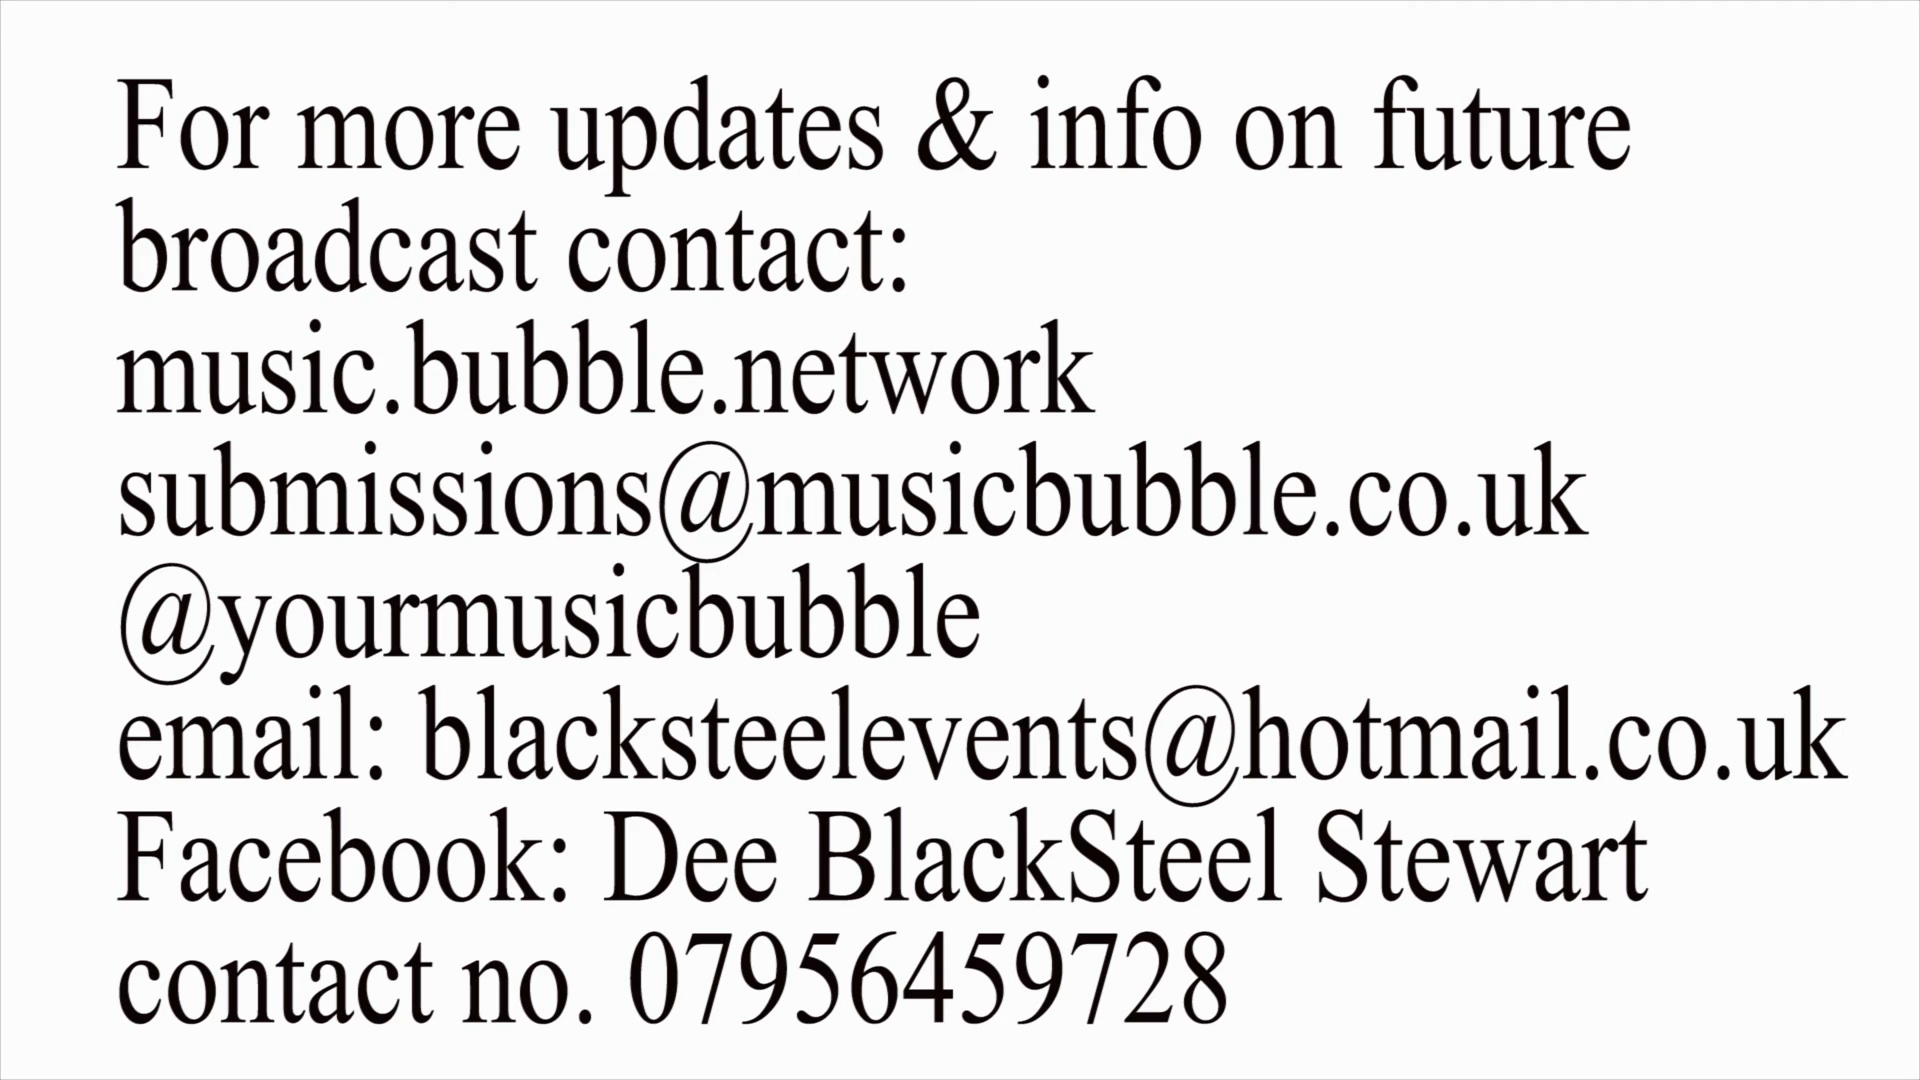 For more updates & info on future
broadcast contact:
music.bubble.network
submissions@musicbubble.co.uk
@yourmusicbubble
email: blacksteelevents@hotmail.co.uk
Facebook: Dee BlackSteel Stewart
contact no. 07956459728